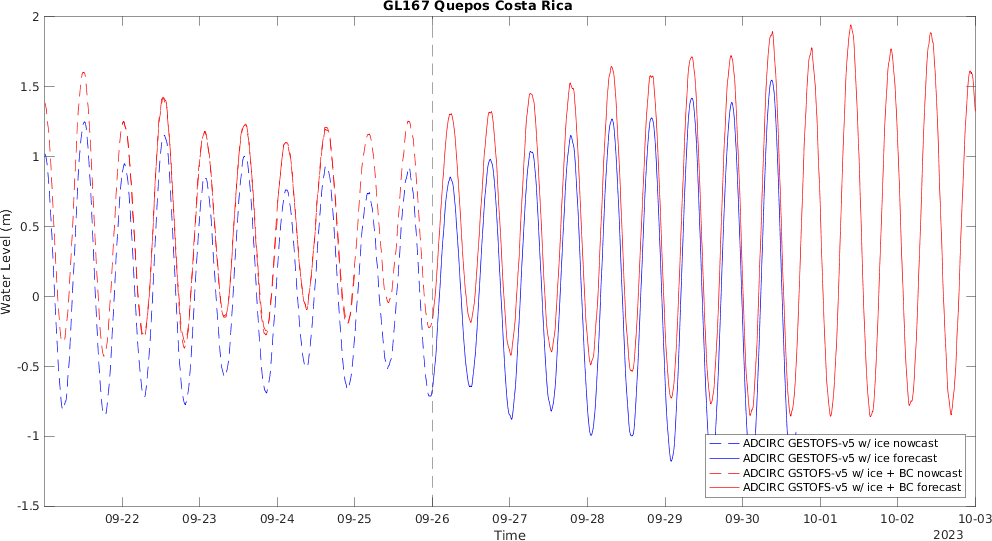 GL167 Quepos Costa Rica
2
1.5
1
0.5
0
-0.5
-1
-1.5
Water Level (m)
ADCIRC GESTOFS-v5 w/ ice nowcast
ADCIRC GESTOFS-v5 w/ ice forecast
ADCIRC GSTOFS-v5 w/ ice + BC nowcast
ADCIRC GSTOFS-v5 w/ ice + BC forecast
09-22 09-23 09-24 09-25 09-26 09-27 09-28 09-29 09-30 10-01 10-02 10-03
Time
2023